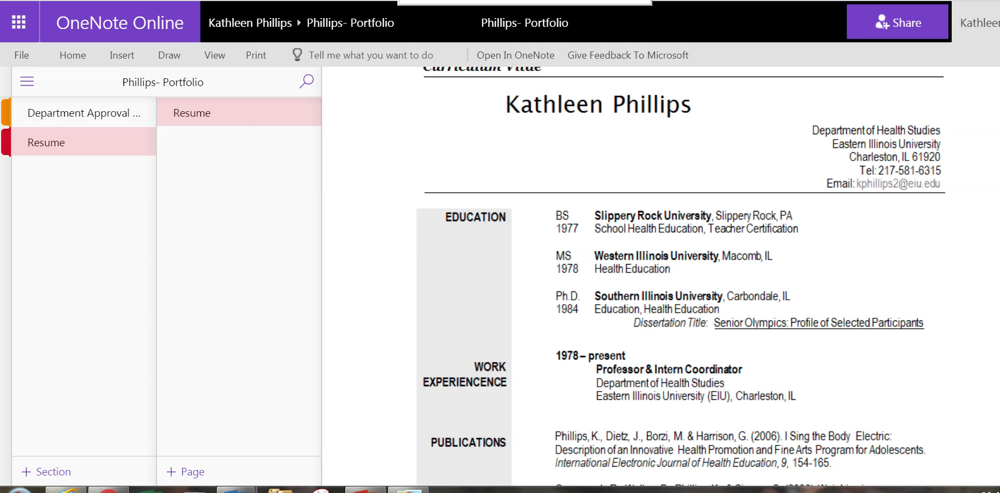 OneNote Online
Kathleen Phillips ▸ Phillips- Portfolio
Phillips- Portfolio
Share
Kathleen
File
Home
Insert
Draw
View
Print
Tell me what you want to do
Open In OneNote
Give Feedback To Microsoft
Phillips- Portfolio
Department Approval ...
Resume
Resume
+ Section
+ Page
Curriculum Vitae
Kathleen Phillips
Department of Health Studies
Eastern Illinois University
Charleston, IL 61920
Tel: 217-581-6315
Email: kphillips2@eiu.edu
EDUCATION
BS Slippery Rock University, Slippery Rock, PA
1977 School Health Education, Teacher Certification
MS Western Illinois University, Macomb, IL
1978 Health Education
Ph.D. Southern Illinois University, Carbondale, IL
1984 Education, Health Education
Dissertation Title: Senior Olympics: Profile of Selected Participants
WORK
EXPERIENCENCE
1978 – present
Professor & Intern Coordinator
Department of Health Studies
Eastern Illinois University (EIU), Charleston, IL
PUBLICATIONS
Phillips, K., Dietz, J., Borzi, M. & Harrison, G. (2006). I Sing the Body Electric:
Description of an Innovative Health Promotion and Fine Arts Program for Adolescents.
International Electronic Journal of Health Education, 9, 154-165.